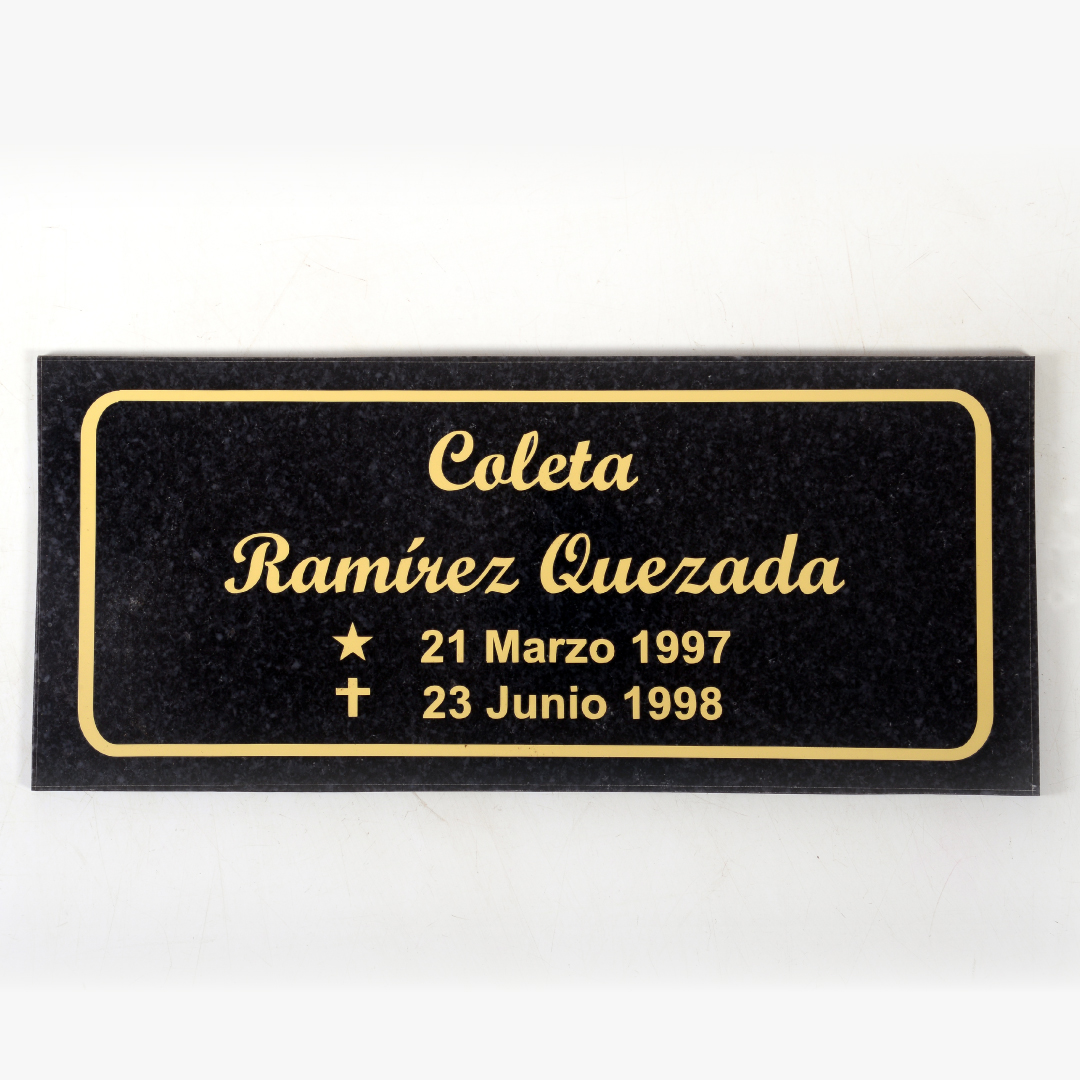 Coleta
Ramírez Quezada
★ 21 Marzo 1997
✝ 23 Junio 1998